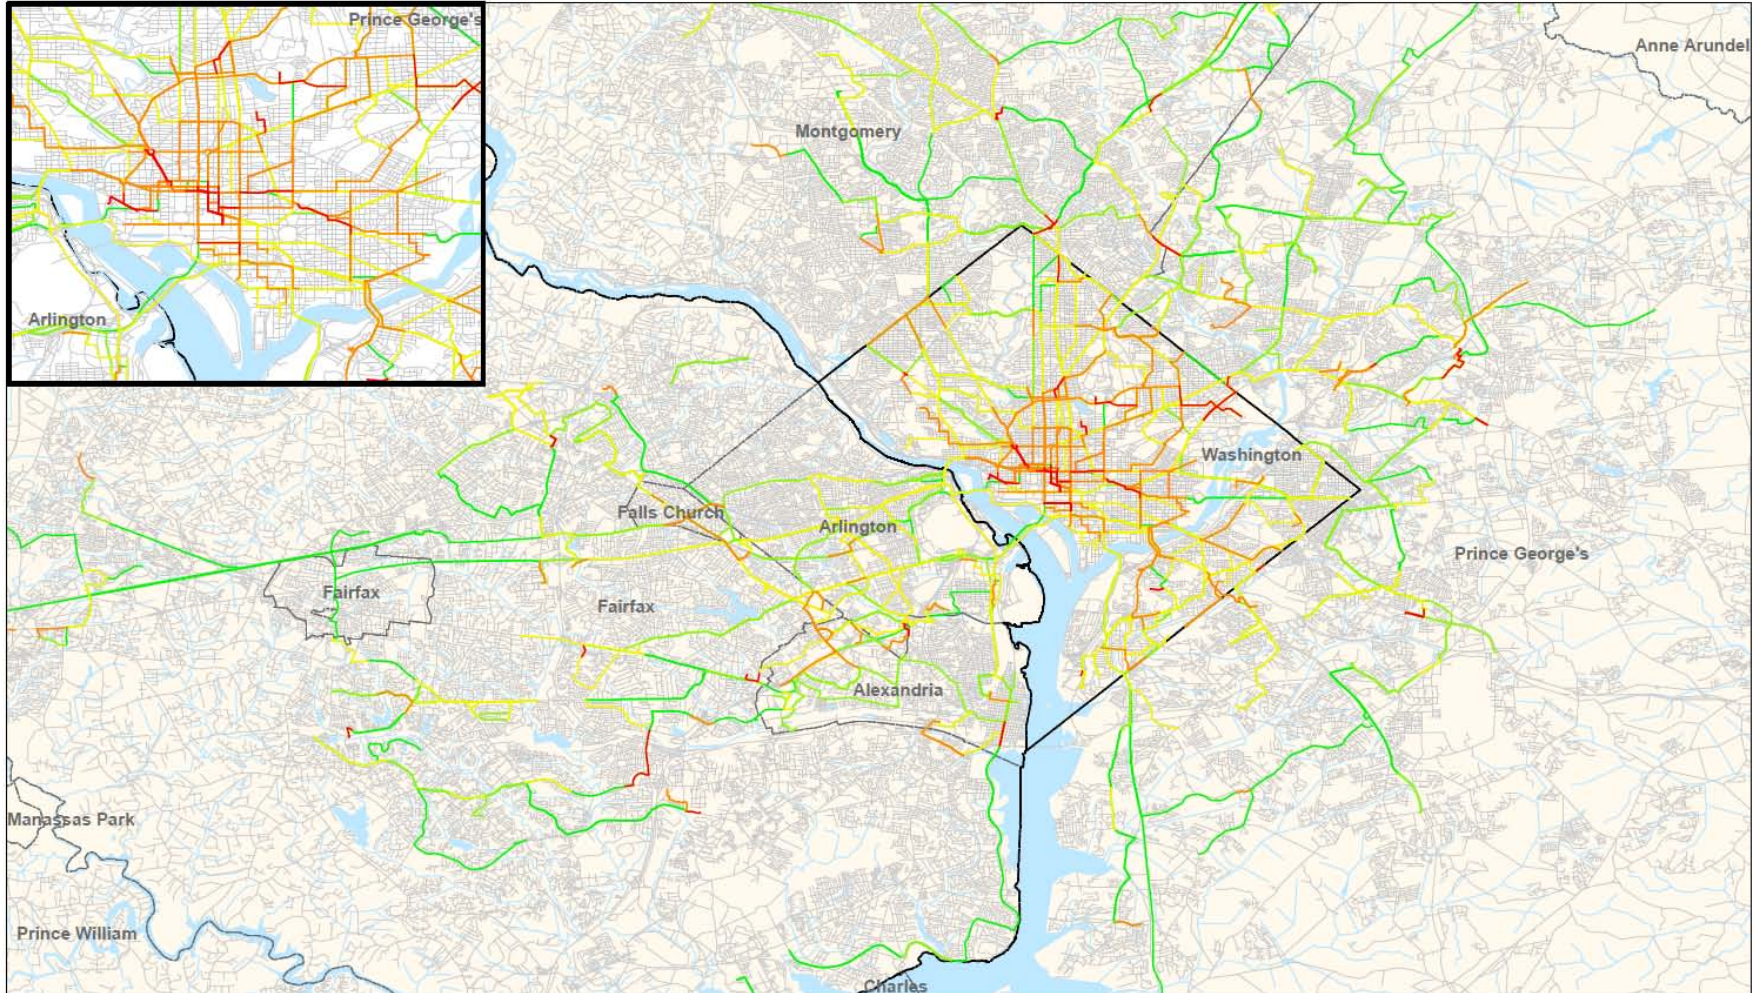 Prince George's
Anne Arundel
Montgomery
Arlington
Washington
Falls Church
Arlington
Prince George's
Fairfax
Fairfax
Alexandria
Manassas Park
Prince William
Charles